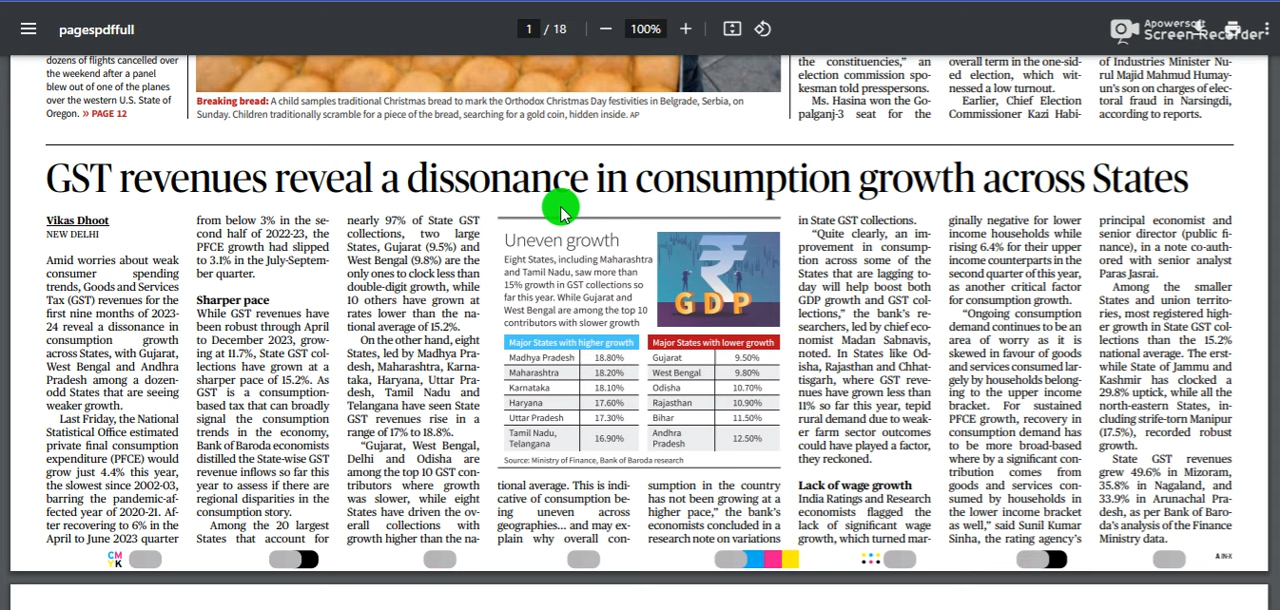 pagespdffull
1 / 18
100%
Apowersoft
Screen Recorder
dozens of flights cancelled over
the weekend after a panel
blew out of one of the planes
over the western U.S. State of
Oregon. » PAGE 12
Breaking bread: A child samples traditional Christmas bread to mark the Orthodox Christmas Day festivities in Belgrade, Serbia, on
Sunday. Children traditionally scramble for a piece of the bread, searching for a gold coin, hidden inside. AP
the constituencies,” an
election commission spo-
kesman told presspersons.
Ms. Hasina won the Go-
palganj-3 seat for the
overall term in the one-sid-
ed election, which wit-
nessed a low turnout.
Earlier, Chief Election
Commissioner Kazi Habi-
of Industries Minister Nu-
rul Majid Mahmud Humay-
un’s son on charges of elec-
toral fraud in Narsingdi,
according to reports.
GST revenues reveal a dissonance in consumption growth across States
Vikas Dhoot
NEW DELHI
Amid worries about weak
consumer spending
trends, Goods and Services
Tax (GST) revenues for the
first nine months of 2023-
24 reveal a dissonance in
consumption growth
across States, with Gujarat,
West Bengal and Andhra
Pradesh among a dozen-
odd States that are seeing
weaker growth.
Last Friday, the National
Statistical Office estimated
private final consumption
expenditure (PFCE) would
grow just 4.4% this year,
the slowest since 2002-03,
barring the pandemic-af-
fected year of 2020-21. Af-
ter recovering to 6% in the
April to June 2023 quarter
from below 3% in the se-
cond half of 2022-23, the
PFCE growth had slipped
to 3.1% in the July-Septem-
ber quarter.
Sharper pace
While GST revenues have
been robust through April
to December 2023, grow-
ing at 11.7%, State GST col-
lections have grown at a
sharper pace of 15.2%. As
GST is a consumption-
based tax that can broadly
signal the consumption
trends in the economy,
Bank of Baroda economists
distilled the State-wise GST
revenue inflows so far this
year to assess if there are
regional disparities in the
consumption story.
Among the 20 largest
States that account for
nearly 97% of State GST
collections, two large
States, Gujarat (9.5%) and
West Bengal (9.8%) are the
only ones to clock less than
double-digit growth, while
10 others have grown at
rates lower than the na-
tional average of 15.2%.
On the other hand, eight
States, led by Madhya Pra-
desh, Maharashtra, Karna-
taka, Haryana, Uttar Pra-
desh, Tamil Nadu and
Telangana have seen State
GST revenues rise in a
range of 17% to 18.8%.
“Gujarat, West Bengal,
Delhi and Odisha are
among the top 10 GST con-
tributors where growth
was slower, while eight
States have driven the ov-
erall collections with
growth higher than the na-
Uneven growth
Eight States, including Maharashtra
and Tamil Nadu, saw more than
15% growth in GST collections so
far this year. While Gujarat and
West Bengal are among the top 10
contributors with slower growth
GDP
Major States with higher growth
Madhya Pradesh 18.80%
Maharashtra 18.20%
Karnataka 18.10%
Haryana 17.60%
Uttar Pradesh 17.30%
Tamil Nadu,
Telangana 16.90%
Major States with lower growth
Gujarat 9.50%
West Bengal 9.80%
Odisha 10.70%
Rajasthan 10.90%
Bihar 11.50%
Andhra
Pradesh 12.50%
Source: Ministry of Finance, Bank of Baroda research
tional average. This is indi-
cative of consumption be-
ing uneven across
geographies... and may ex-
plain why overall con-
sumption in the country
has not been growing at a
higher pace,” the bank’s
economists concluded in a
research note on variations
in State GST collections.
“Quite clearly, an im-
provement in consump-
tion across some of the
States that are lagging to-
day will help boost both
GDP growth and GST col-
lections,” the bank’s re-
searchers, led by chief eco-
nomist Madan Sabnavis,
noted. In States like Od-
isha, Rajasthan and Chhat-
tisgarh, where GST reve-
nues have grown less than
11% so far this year, tepid
rural demand due to weak-
er farm sector outcomes
could have played a factor,
they reckoned.
Lack of wage growth
India Ratings and Research
economists flagged the
lack of significant wage
growth, which turned mar-
ginally negative for lower
income households while
rising 6.4% for their upper
income counterparts in the
second quarter of this year,
as another critical factor
for consumption growth.
“Ongoing consumption
demand continues to be an
area of worry as it is
skewed in favour of goods
and services consumed lar-
gely by households belong-
ing to the upper income
bracket. For sustained
PFCE growth, recovery in
consumption demand has
to be more broad-based
where by a significant con-
tribution comes from
goods and services con-
sumed by households in
the lower income bracket
as well,” said Sunil Kumar
Sinha, the rating agency’s
principal economist and
senior director (public fi-
nance), in a note co-auth-
ored with senior analyst
Paras Jasrai.
Among the smaller
States and union territo-
ries, most registered high-
er growth in State GST col-
lections than the 15.2%
national average. The erst-
while State of Jammu and
Kashmir has clocked a
29.8% uptick, while all the
north-eastern States, in-
cluding strife-torn Manipur
(17.5%), recorded robust
growth.
State GST revenues
grew 49.6% in Mizoram,
35.8% in Nagaland, and
33.9% in Arunachal Pra-
desh, as per Bank of Baro-
da’s analysis of the Finance
Ministry data.
CM
YK